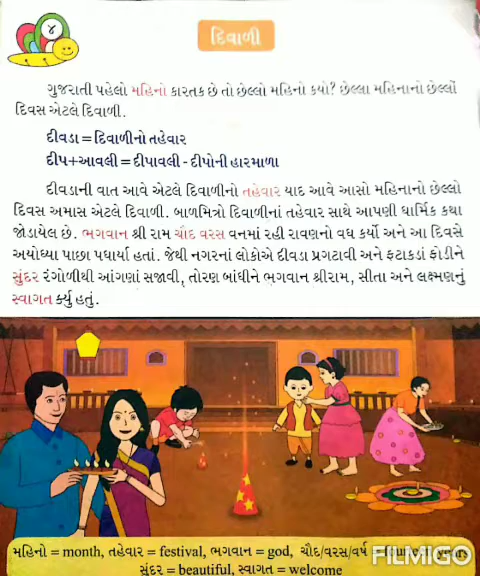 ૪
દિવાળી
ગુજરાતી પહેલો મહિનો કારતક છે તો છેલ્લો મહિનો કયો? છેલ્લા મહિનાનો છેલ્લો
દિવસ એટલે દિવાળી.
દીવડા = દિવાળીનો તહેવાર
દીપ+આવલી = દીપાવલી - દીપોની હારમાળા
દીવડાની વાત આવે એટલે દિવાળીનો તહેવાર યાદ આવે આસો મહિનાનો છેલ્લો
દિવસ અમાસ એટલે દિવાળી. બાળમિત્રો દિવાળીનાં તહેવાર સાથે આપણી ધાર્મિક કથા
જોડાયેલ છે. ભગવાન શ્રી રામ ચૌદ વરસ વનમાં રહી રાવણનો વધ કર્યો અને આ દિવસે
અયોધ્યા પાછા પધાર્યા હતાં. જેથી નગરનાં લોકોએ દીવડા પ્રગટાવી અને ફટાકડાં ફોડીને
સુંદર રંગોળીથી આંગણાં સજાવી, તોરણ બાંધીને ભગવાન શ્રીરામ, સીતા અને લક્ષ્મણનું
સ્વાગત કર્યુ હતું.
મહિનો = month, તહેવાર = festival, ભગવાન = god, ચૌદ/વરસ/વર્ષ
સુંદર = beautiful, સ્વાગત = welcome
FILMIGO